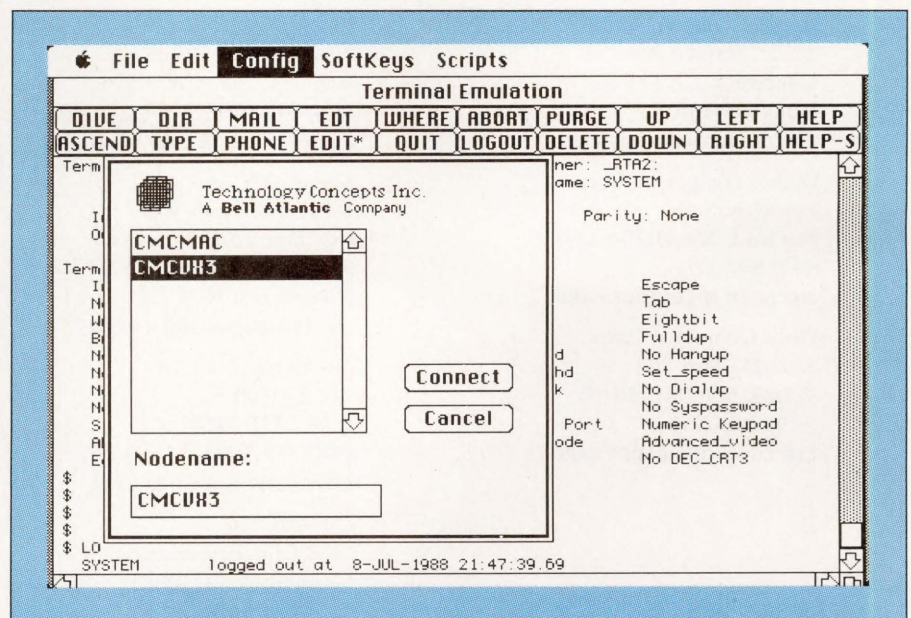 File Edit Config SoftKeys Scripts
Terminal Emulation
DIVE DIR MAIL EDT WHERE ABORT PURGE UP LEFT HELP
ASCEND TYPE PHONE EDIT* QUIT LOGOUT DELETE DOWN RIGHT HELP-S
Term
Technology Concepts Inc.
A Bell Atlantic Company
ner: _RTA2:
ame: SYSTEM
Parity: None
CMCMAC
CMCVX3
Term
Escape
Tab
Eightbit
Fulldup
d No Hangup
hd Set_speed
k No Dialup
No Syspassword
Port Numeric Keypad
ode Advanced_video
No DEC_CRT3
Connect
Cancel
Nodename:
CMCVX3
$
$
$
$
$ LO
SYSTEM logged out at 8-JUL-1988 21:47:39.69